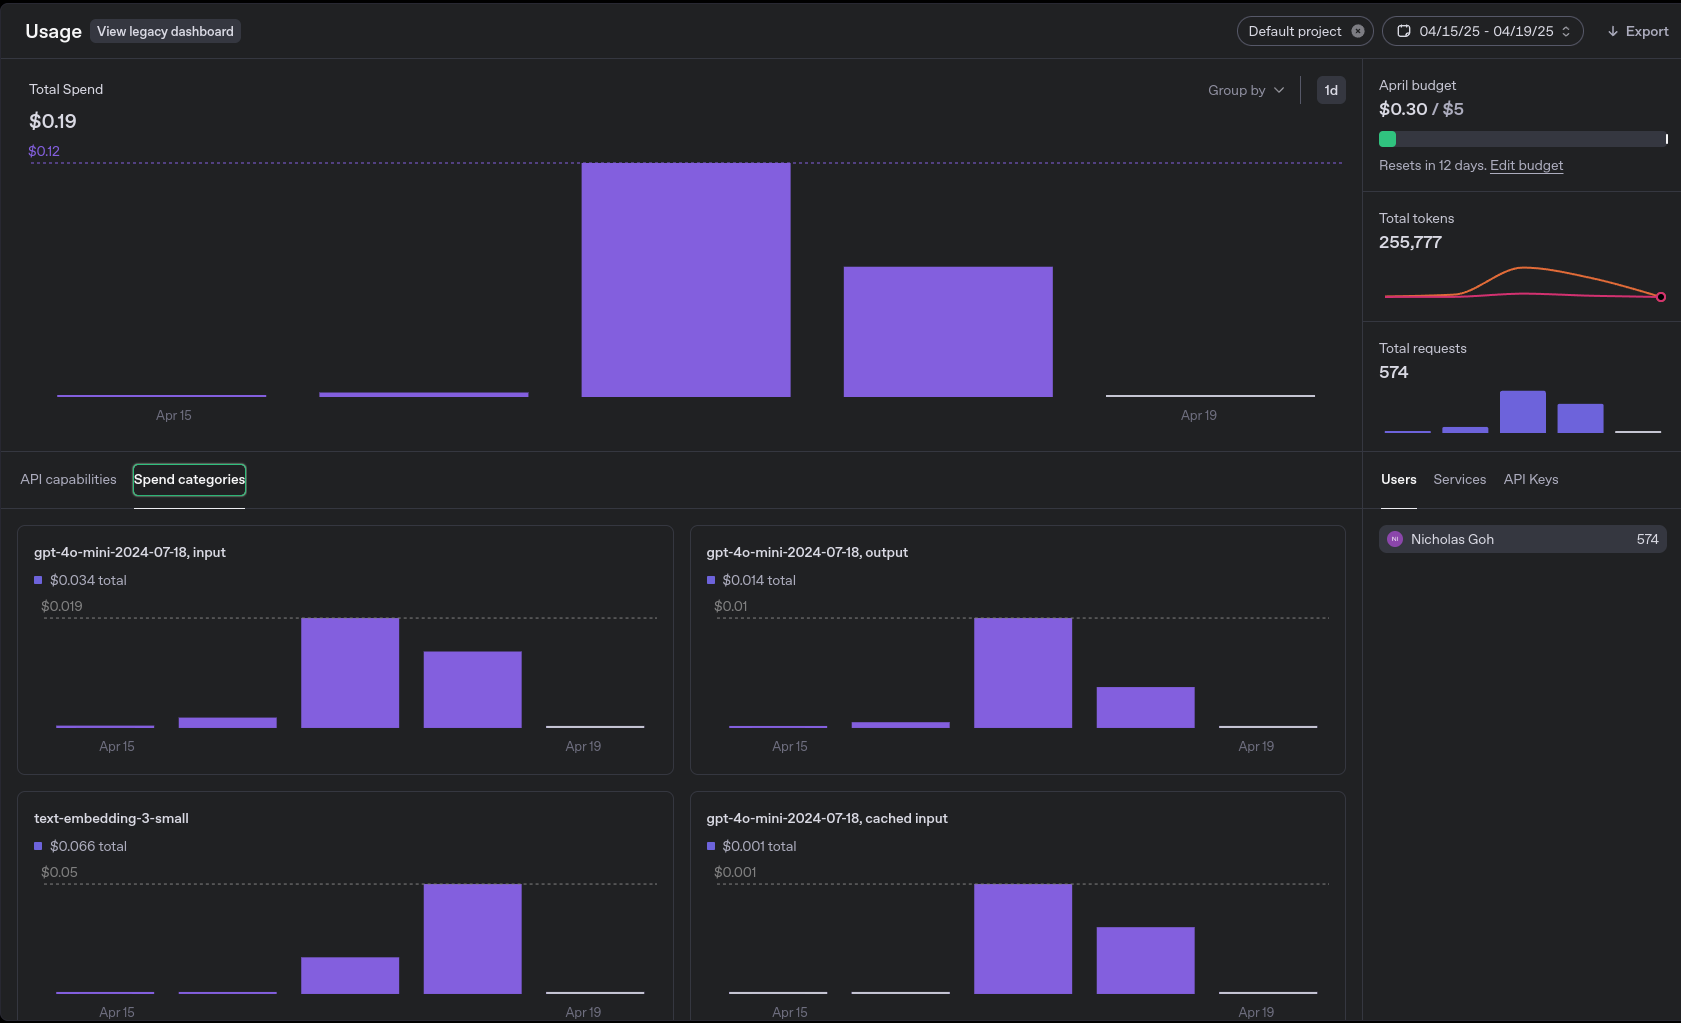 Usage
View legacy dashboard
Default project
04/15/25 - 04/19/25
Export
Total Spend
$0.19
$0.12
Group by
1d
Apr 15
Apr 19
April budget
$0.30 / $5
Resets in 12 days. Edit budget
Total tokens
255,777
Total requests
574
API capabilities
Spend categories
Users
Services
API Keys
NI
Nicholas Goh
574
gpt-4o-mini-2024-07-18, input
$0.034 total
$0.019
Apr 15
Apr 19
gpt-4o-mini-2024-07-18, output
$0.014 total
$0.01
Apr 15
Apr 19
text-embedding-3-small
$0.066 total
$0.05
Apr 15
Apr 19
gpt-4o-mini-2024-07-18, cached input
$0.001 total
$0.001
Apr 15
Apr 19